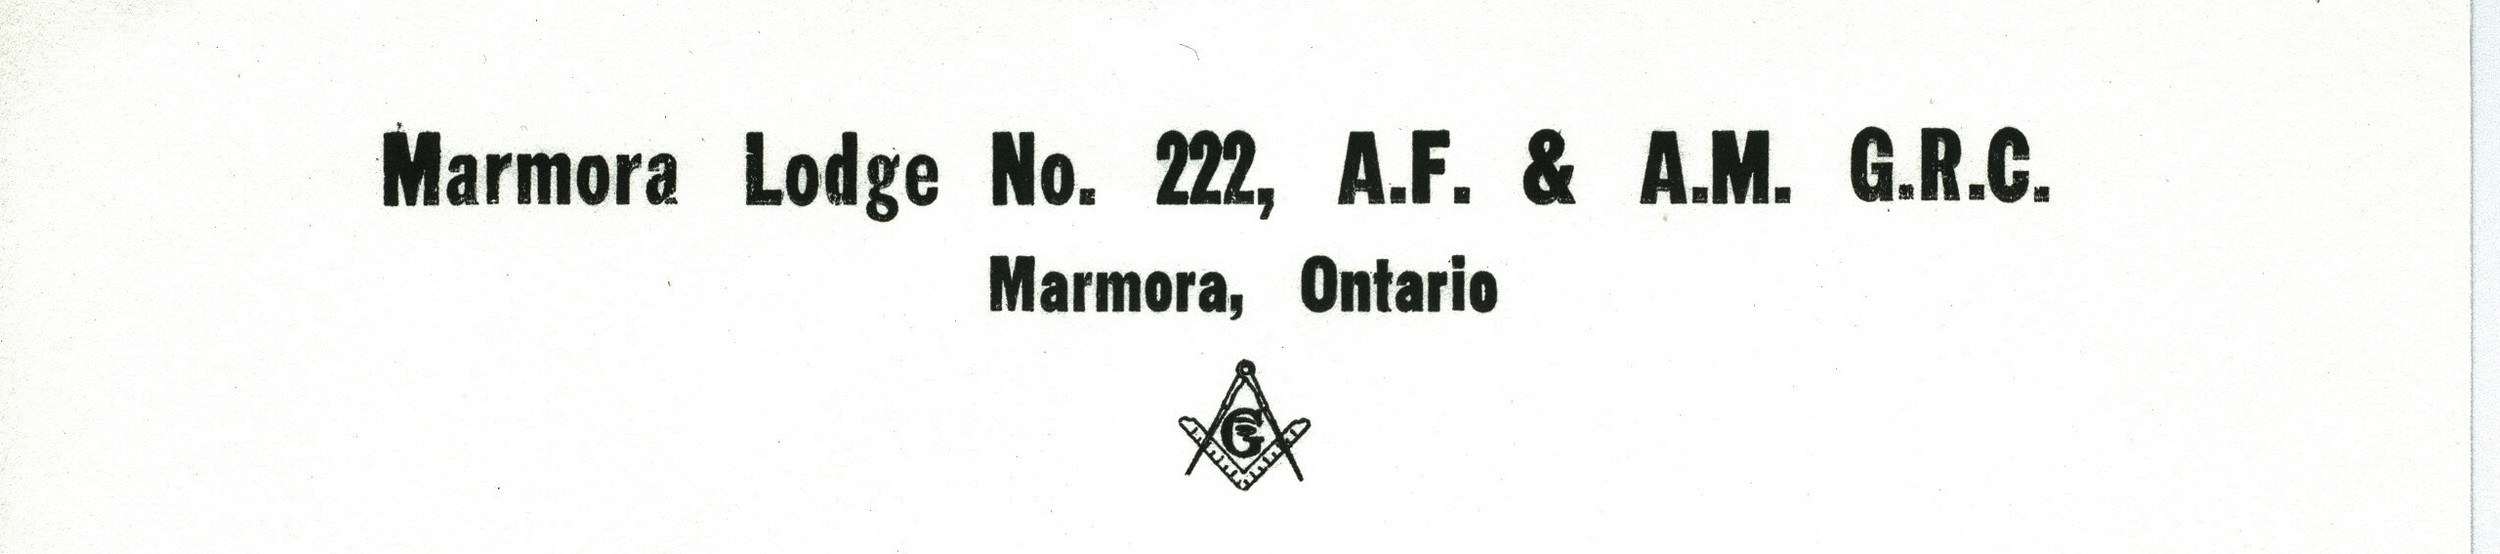 Marmora Lodge No. 222, A.F. & A.M. G.R.C.
Marmora, Ontario
G